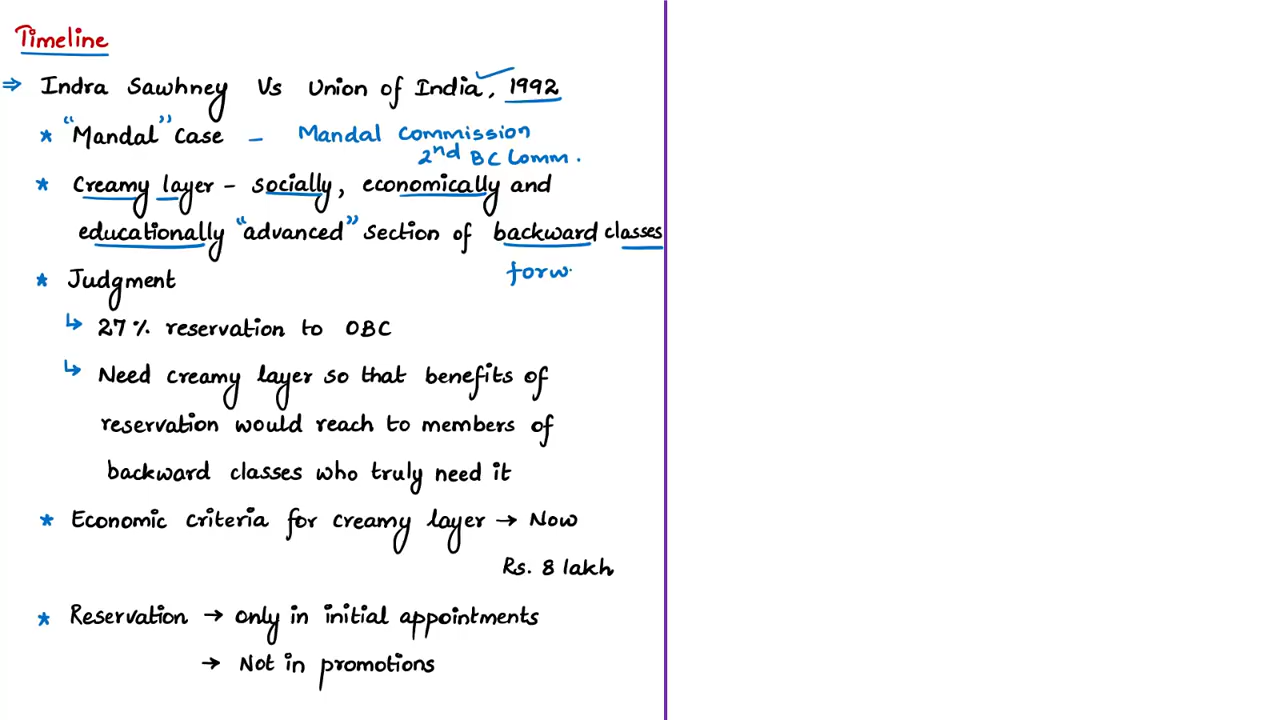 Timeline
⇒ Indra Sawhney Vs Union of India, 1992
* "Mandal" Case – Mandal Commission
2nd BC Comm.
* Creamy layer - socially, economically and
educationally "advanced" section of backward classes
forw
* Judgment
↳ 27% reservation to OBC
↳ Need creamy layer so that benefits of
reservation would reach to members of
backward classes who truly need it
* Economic criteria for creamy layer → Now
Rs. 8 lakh
* Reservation → only in initial appointments
→ Not in promotions